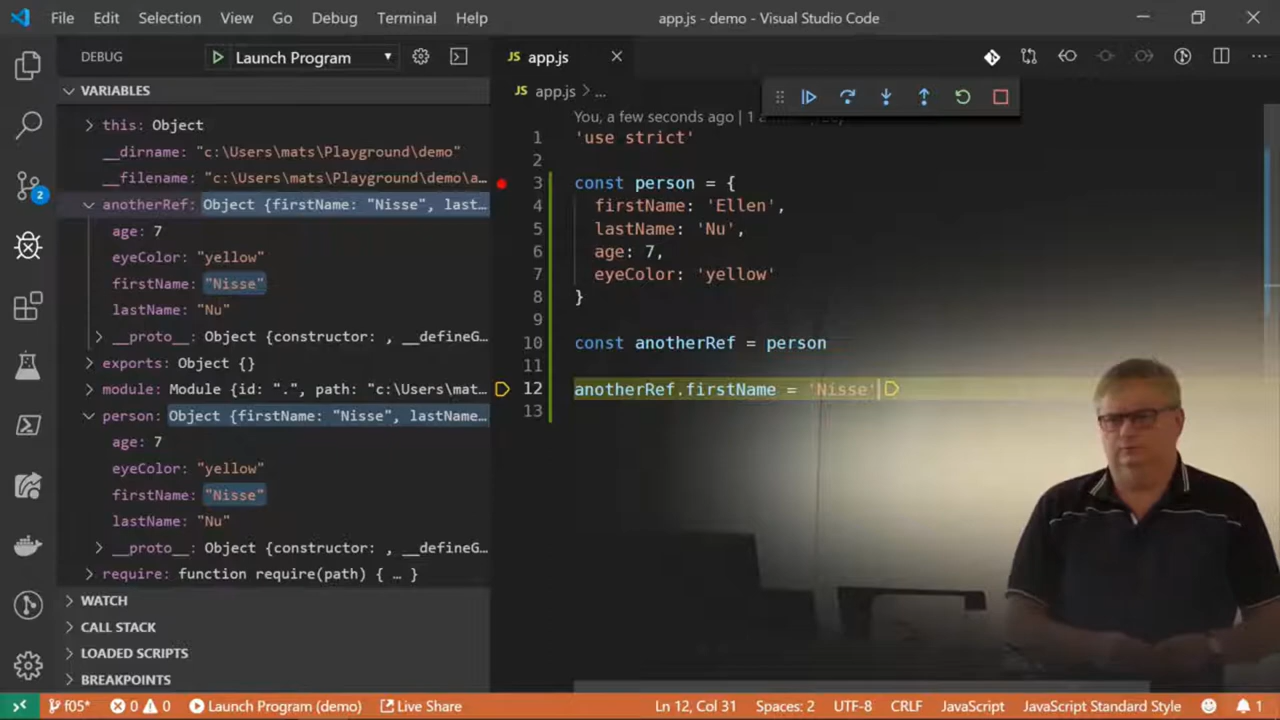 File Edit Selection View Go Debug Terminal Help app.js - demo - Visual Studio Code
DEBUG Launch Program
JS app.js
VARIABLES
JS app.js > ...
this: Object
__dirname: "c:\Users\mats\Playground\demo"
__filename: "c:\Users\mats\Playground\demo\a…
anotherRef: Object {firstName: "Nisse", last…
age: 7
eyeColor: "yellow"
firstName: "Nisse"
lastName: "Nu"
__proto__: Object {constructor: , __defineG…
exports: Object {}
module: Module {id: ".", path: "c:\Users\mat…
person: Object {firstName: "Nisse", lastName…
age: 7
eyeColor: "yellow"
firstName: "Nisse"
lastName: "Nu"
__proto__: Object {constructor: , __defineG…
require: function require(path) { … }
WATCH
CALL STACK
LOADED SCRIPTS
BREAKPOINTS
2
You, a few seconds ago | 1
1 'use strict'
2
3 const person = {
4 firstName: 'Ellen',
5 lastName: 'Nu',
6 age: 7,
7 eyeColor: 'yellow'
8 }
9
10 const anotherRef = person
11
12 anotherRef.firstName = 'Nisse'
13
f05* 0 0 Launch Program (demo) Live Share Ln 12, Col 31 Spaces: 2 UTF-8 CRLF JavaScript JavaScript Standard Style 1